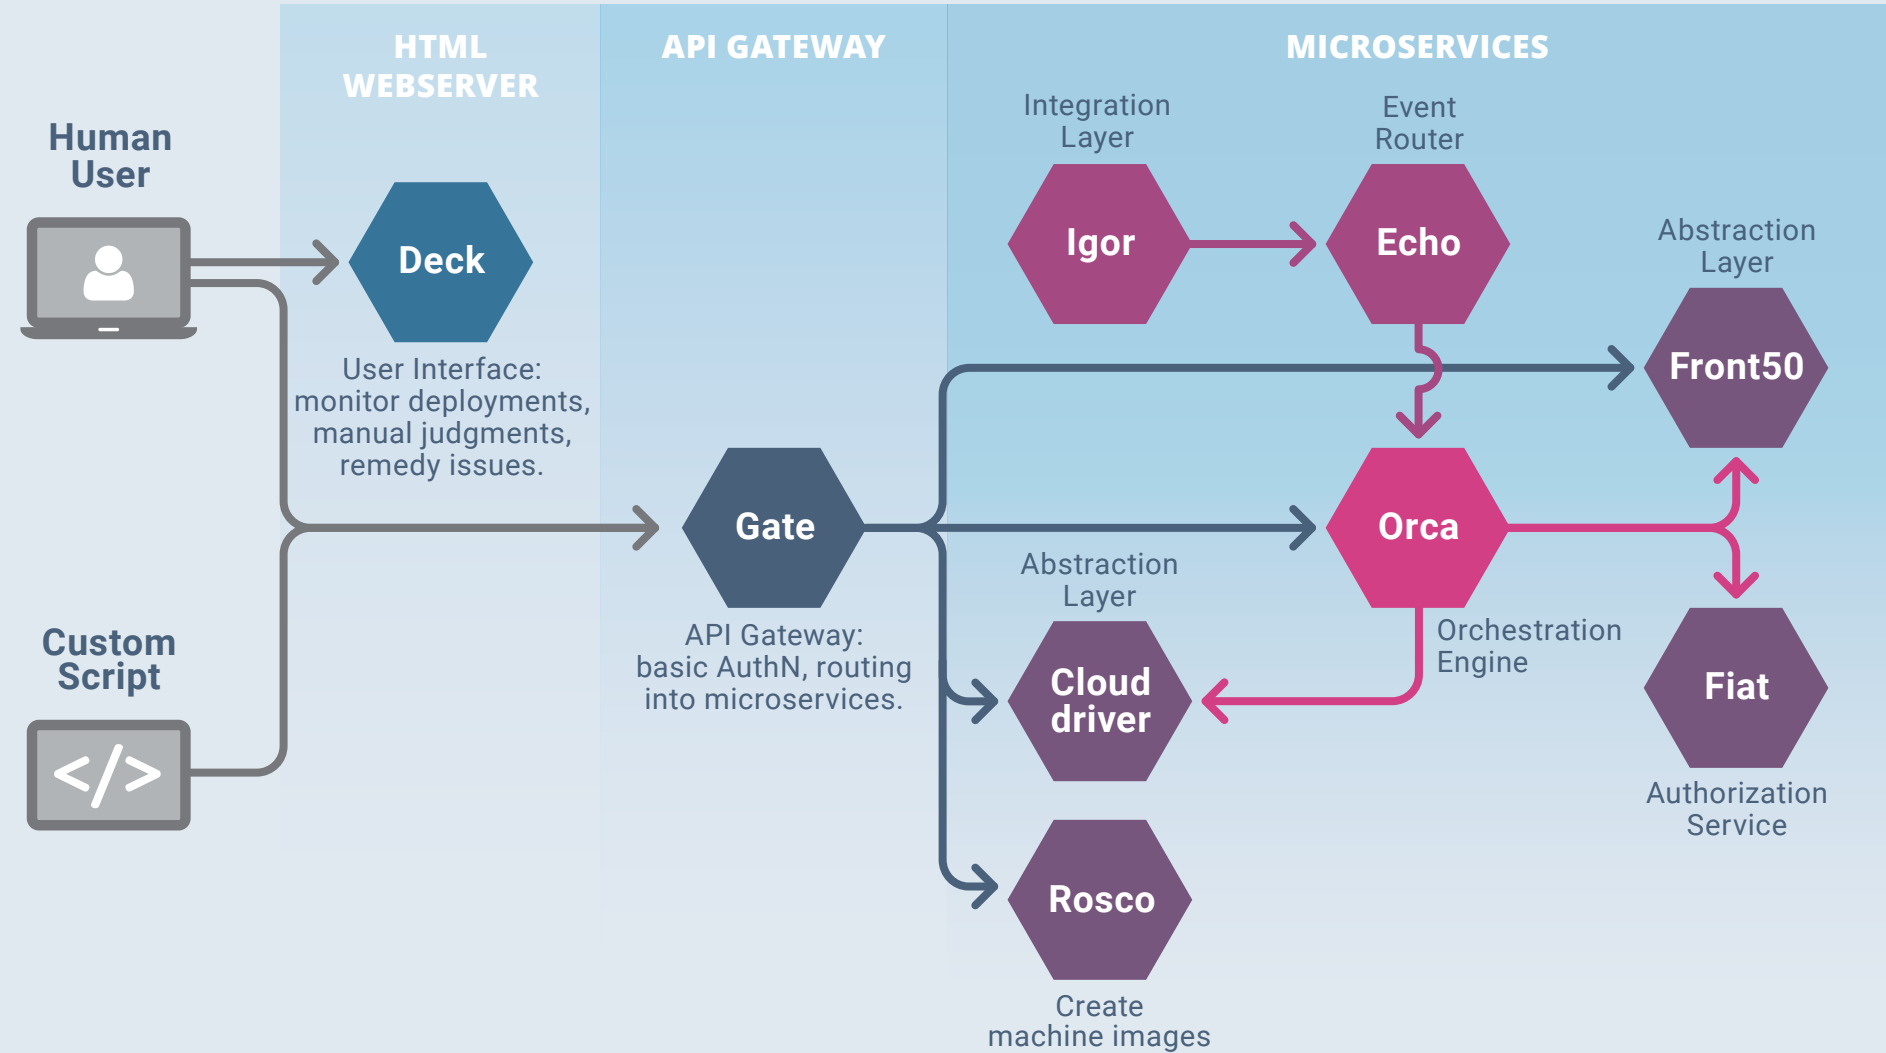 HTML
WEBSERVER
API GATEWAY
MICROSERVICES
Human
User
Deck
User Interface:
monitor deployments,
manual judgments,
remedy issues.
Custom
Script
</>
Gate
API Gateway:
basic AuthN, routing
into microservices.
Integration
Layer
Igor
Event
Router
Echo
Abstraction
Layer
Front50
Orca
Orchestration
Engine
Abstraction
Layer
Cloud
driver
Fiat
Authorization
Service
Rosco
Create
machine images